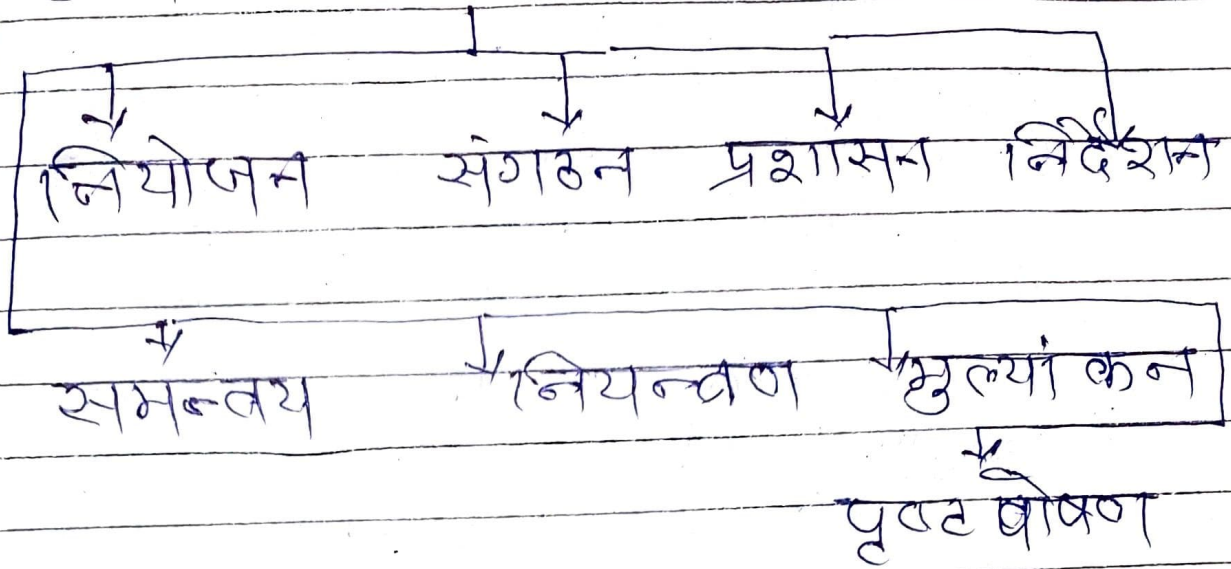 नियोजन संगठन प्रशासन निर्देशन
समन्वय नियन्त्रण मुल्यांकन
पृष्ट पोषण